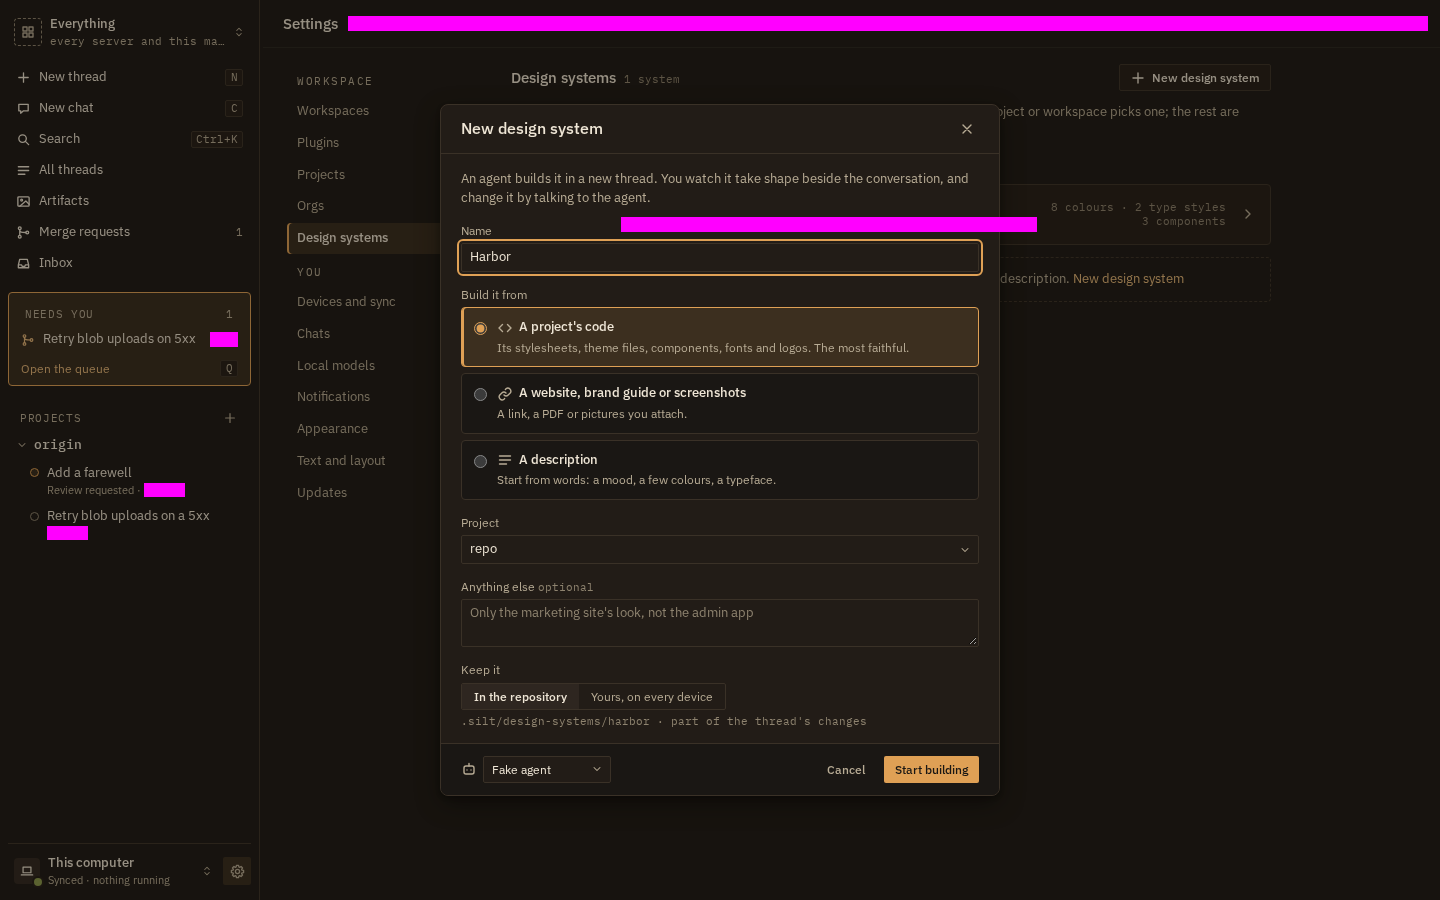 Everything
every server and this ma…
New thread N
New chat C
Search Ctrl+K
All threads
Artifacts
Merge requests 1
Inbox
NEEDS YOU 1
Retry blob uploads on 5xx
Open the queue Q
PROJECTS
origin
Add a farewell
Review requested ·
Retry blob uploads on a 5xx
This computer
Synced · nothing running
Settings
WORKSPACE
Workspaces
Plugins
Projects
Orgs
Design systems
YOU
Devices and sync
Chats
Local models
Notifications
Appearance
Text and layout
Updates
Design systems 1 system
New design system
oject or workspace picks one; the rest are
8 colours · 2 type styles
3 components
description. New design system
New design system
An agent builds it in a new thread. You watch it take shape beside the conversation, and
change it by talking to the agent.
Name
Harbor
Build it from
A project's code
Its stylesheets, theme files, components, fonts and logos. The most faithful.
A website, brand guide or screenshots
A link, a PDF or pictures you attach.
A description
Start from words: a mood, a few colours, a typeface.
Project
repo
Anything else optional
Only the marketing site's look, not the admin app
Keep it
In the repository Yours, on every device
.silt/design-systems/harbor · part of the thread's changes
Fake agent
Cancel
Start building